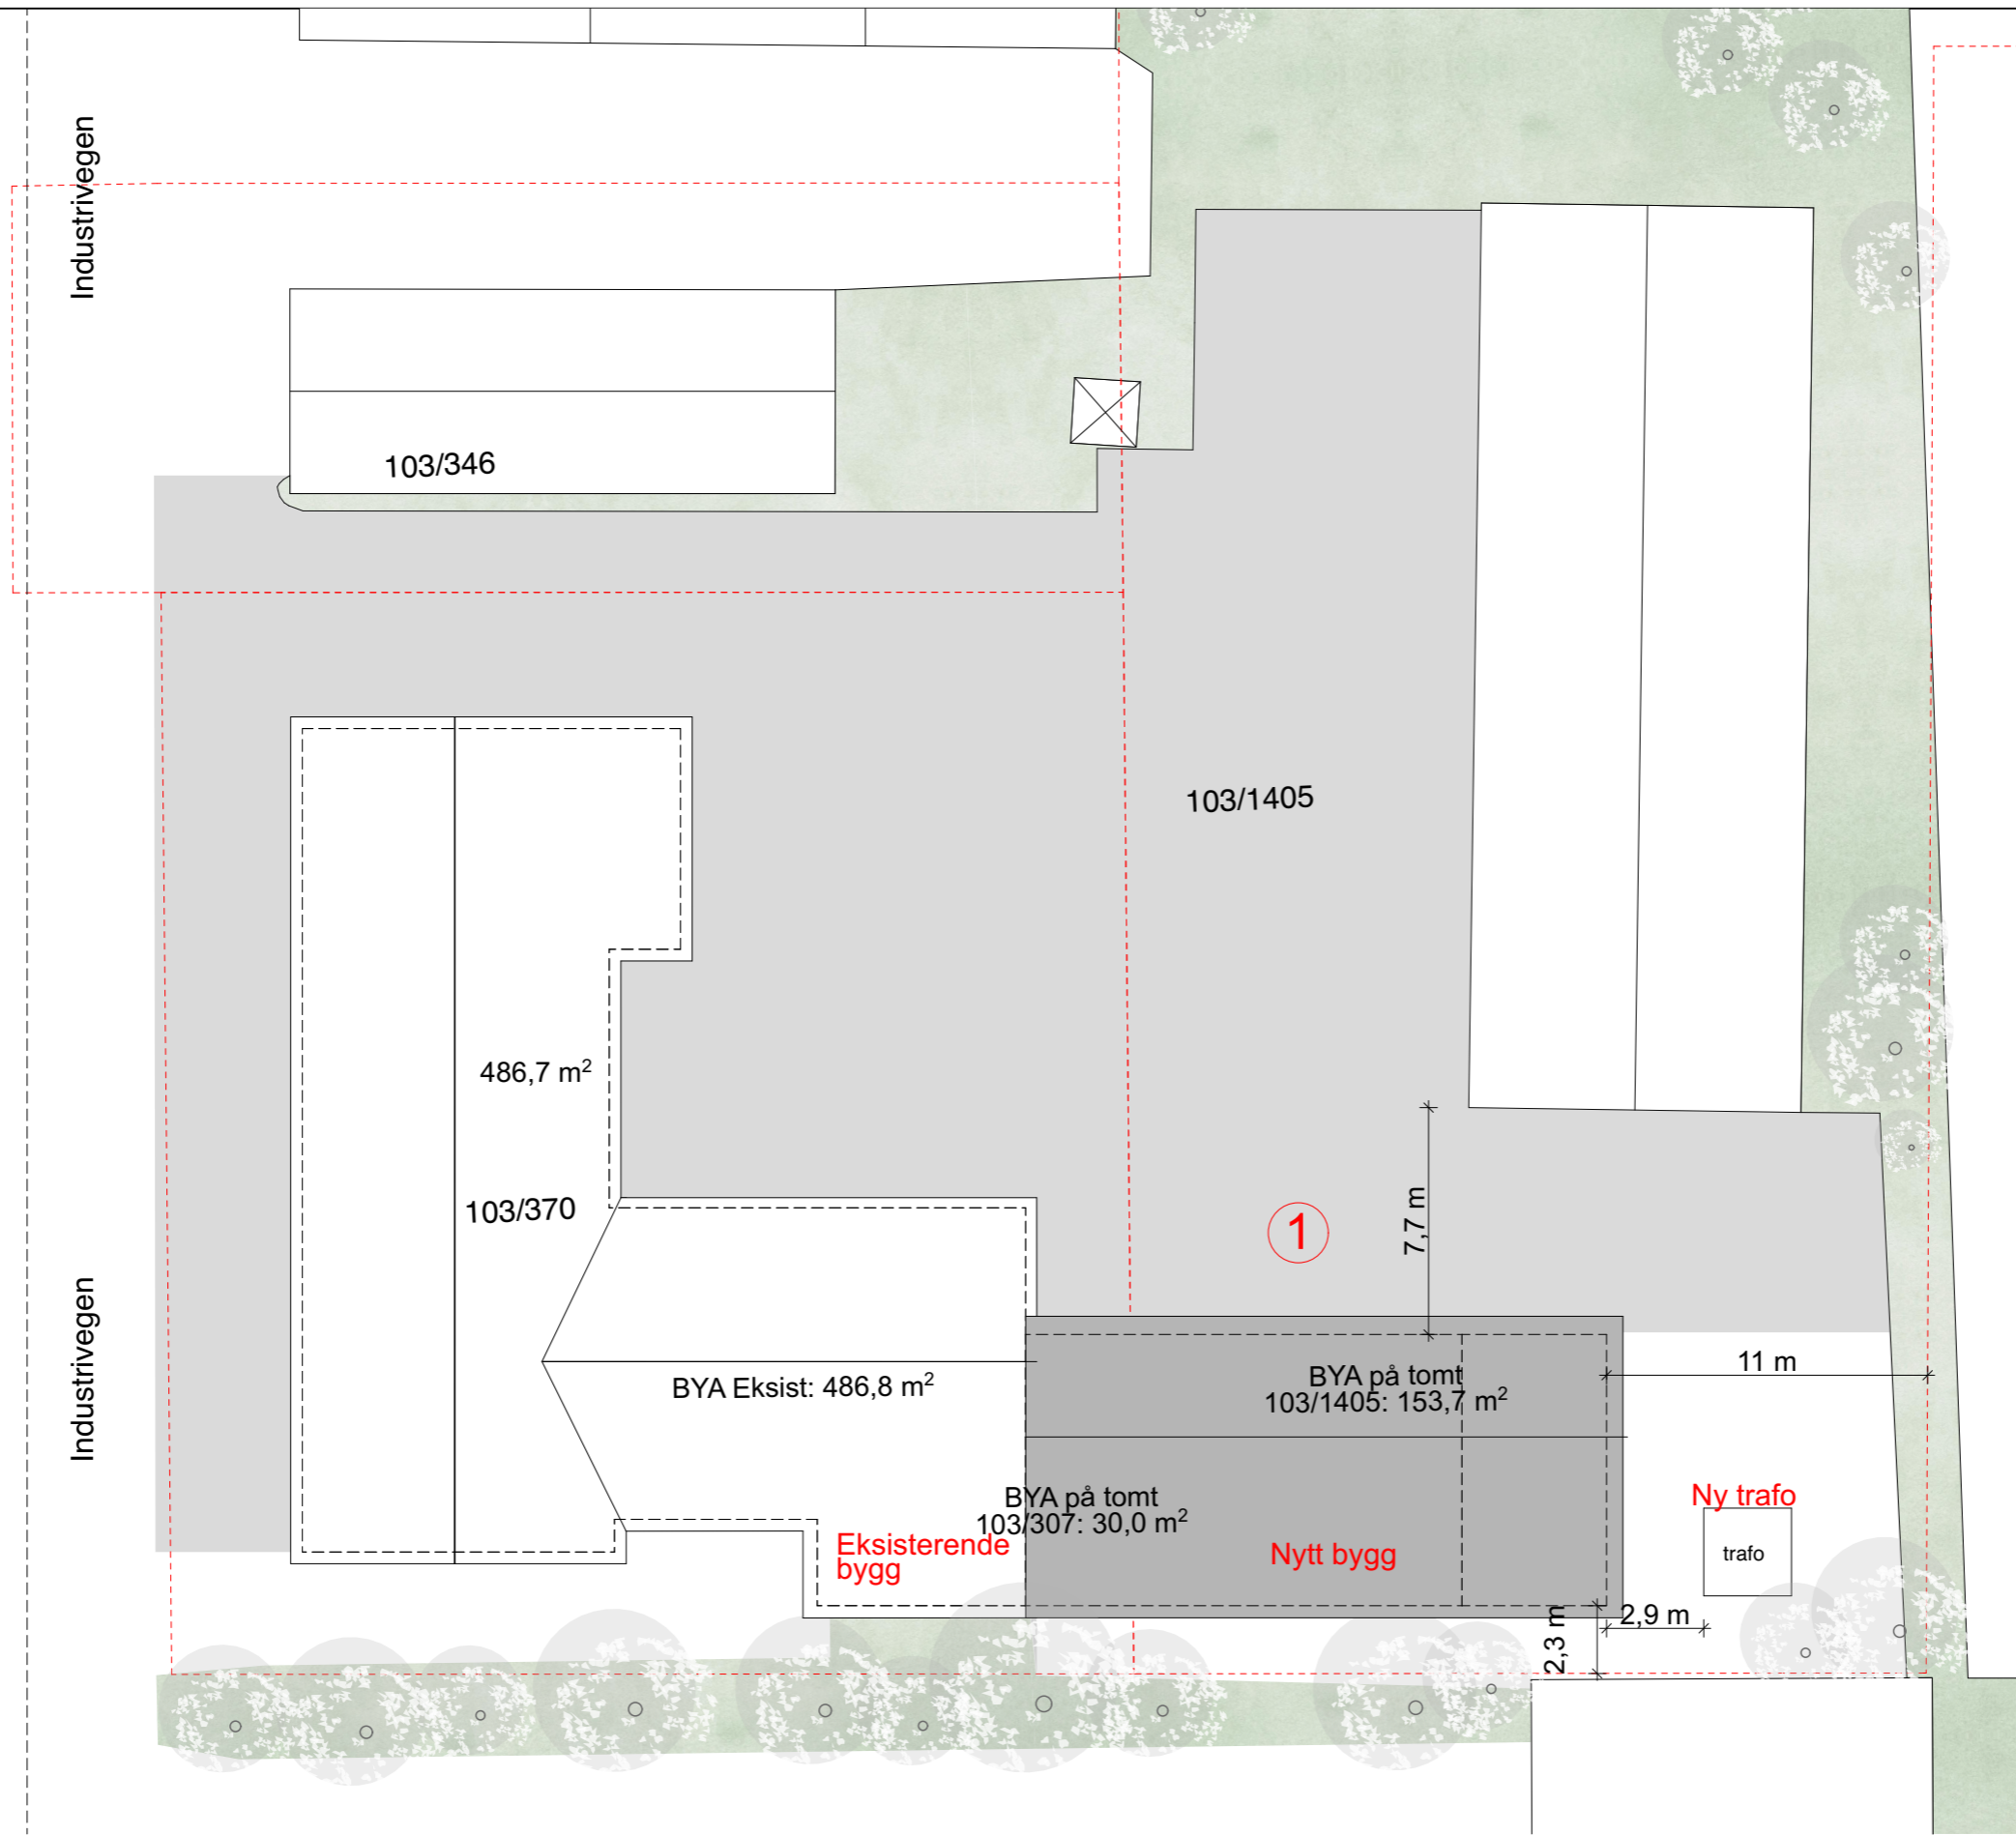 Industrivegen
103/346
103/1405
486,7 m²
103/370
1
7,7 m
Industrivegen
BYA Eksist: 486,8 m²
BYA på tomt
103/1405: 153,7 m²
11 m
BYA på tomt
103/307: 30,0 m²
Eksisterende
bygg
Nytt bygg
Ny trafo
trafo
2,9 m
2,3 m